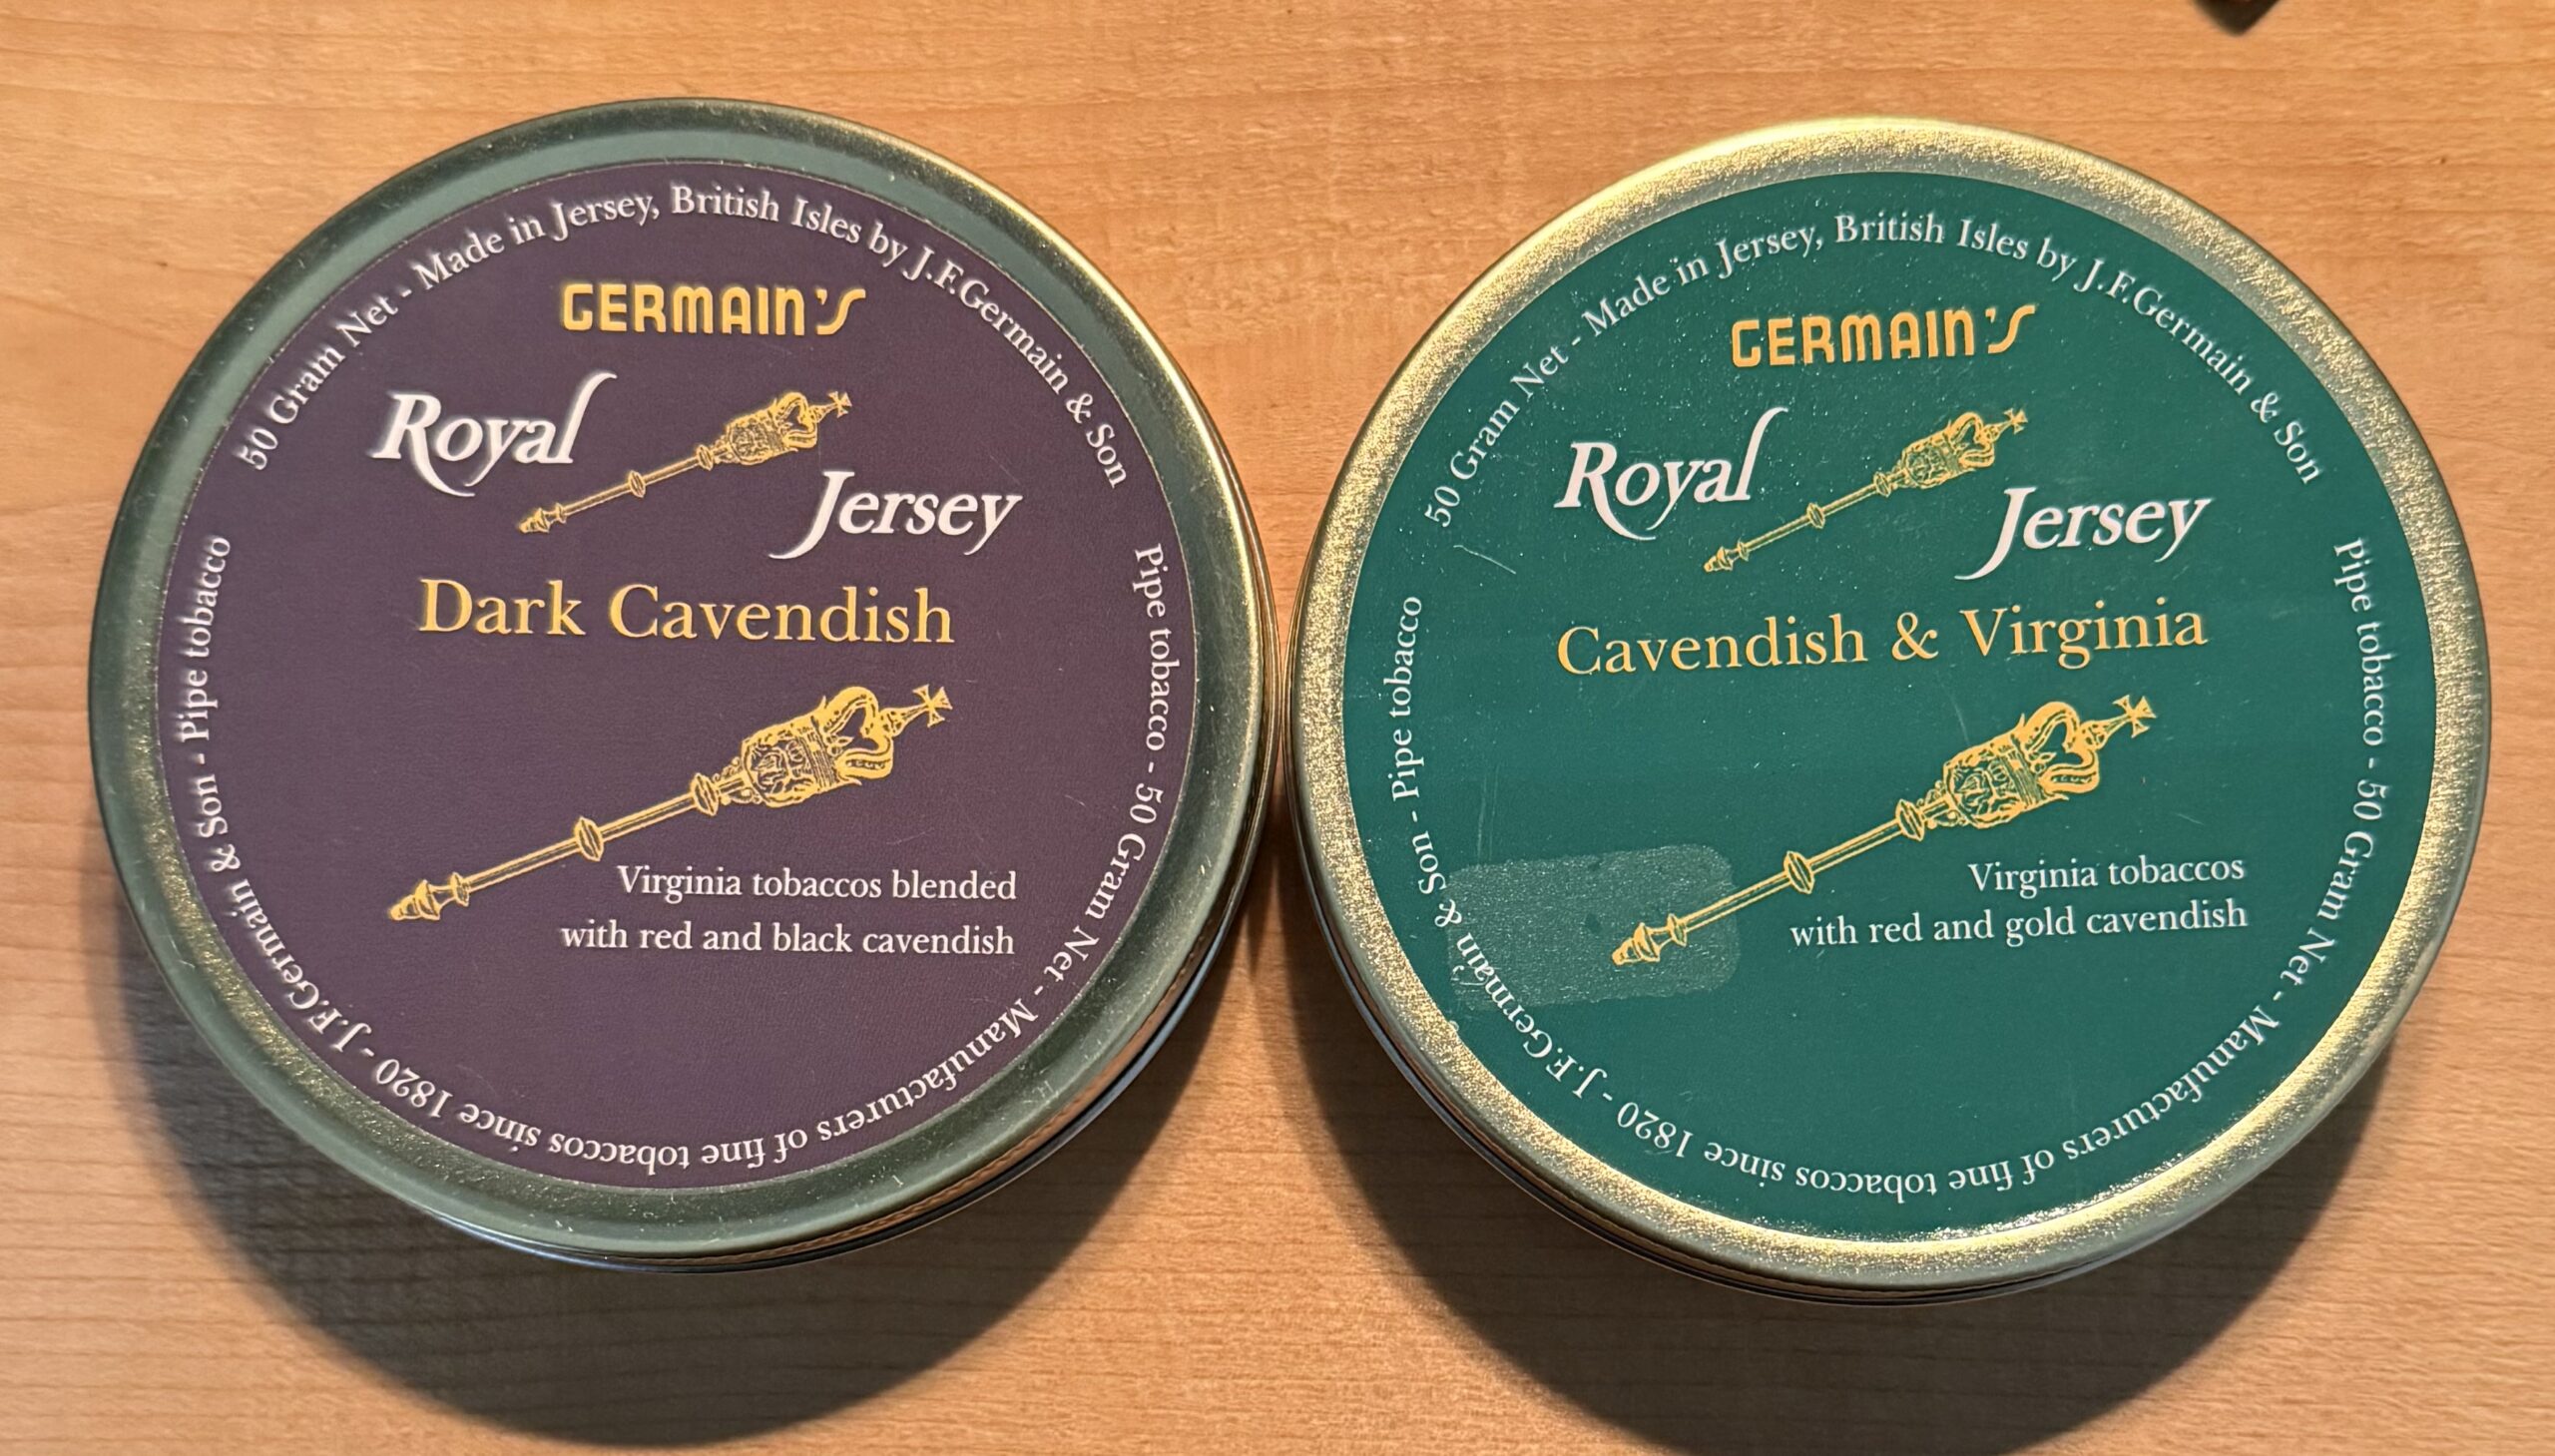 50 Gram Net - Made in Jersey, British Isles by J.F.Germain & Son
GERMAIN'S
Royal
Jersey
Dark Cavendish
Virginia tobaccos blended
with red and black cavendish
Pipe tobacco - 50 Gram Net - Manufacturers of fine tobaccos since 1820 - J.F.Germain & Son - Pipe tobacco
50 Gram Net - Made in Jersey, British Isles by J.F.Germain & Son
GERMAIN'S
Royal
Jersey
Cavendish & Virginia
Virginia tobaccos
with red and gold cavendish
Pipe tobacco - 50 Gram Net - Manufacturers of fine tobaccos since 1820 - J.F.Germain & Son - Pipe tobacco